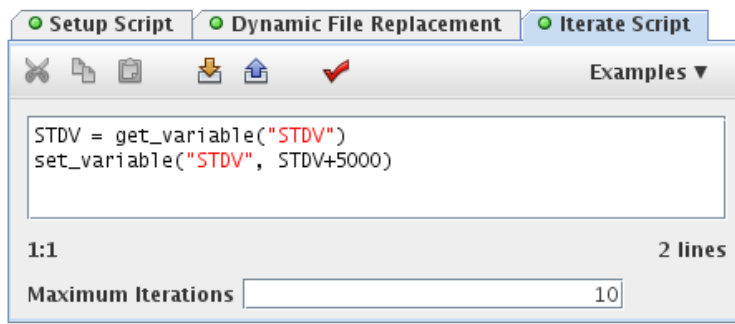 Setup Script Dynamic File Replacement Iterate Script
Examples ▼
STDV = get_variable("STDV")
set_variable("STDV", STDV+5000)
1:1 2 lines
Maximum Iterations 10